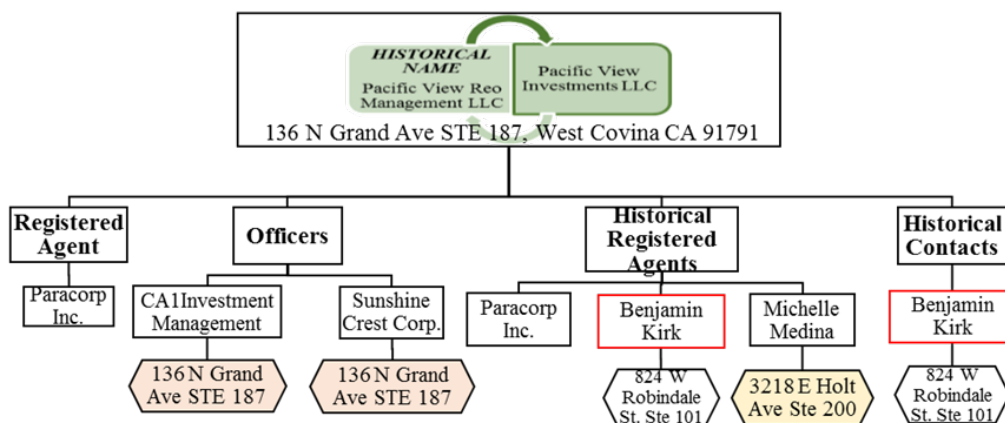 HISTORICAL
NAME
Pacific View Reo
Management LLC
Pacific View
Investments LLC
136 N Grand Ave STE 187, West Covina CA 91791
Registered
Agent
Officers
Historical
Registered
Agents
Historical
Contacts
Paracorp
Inc.
CA1Investment
Management
Sunshine
Crest Corp.
Paracorp
Inc.
Benjamin
Kirk
Michelle
Medina
Benjamin
Kirk
136 N Grand
Ave STE 187
136 N Grand
Ave STE 187
824 W
Robindale
St. Ste 101
3218 E Holt
Ave Ste 200
824 W
Robindale
St. Ste 101